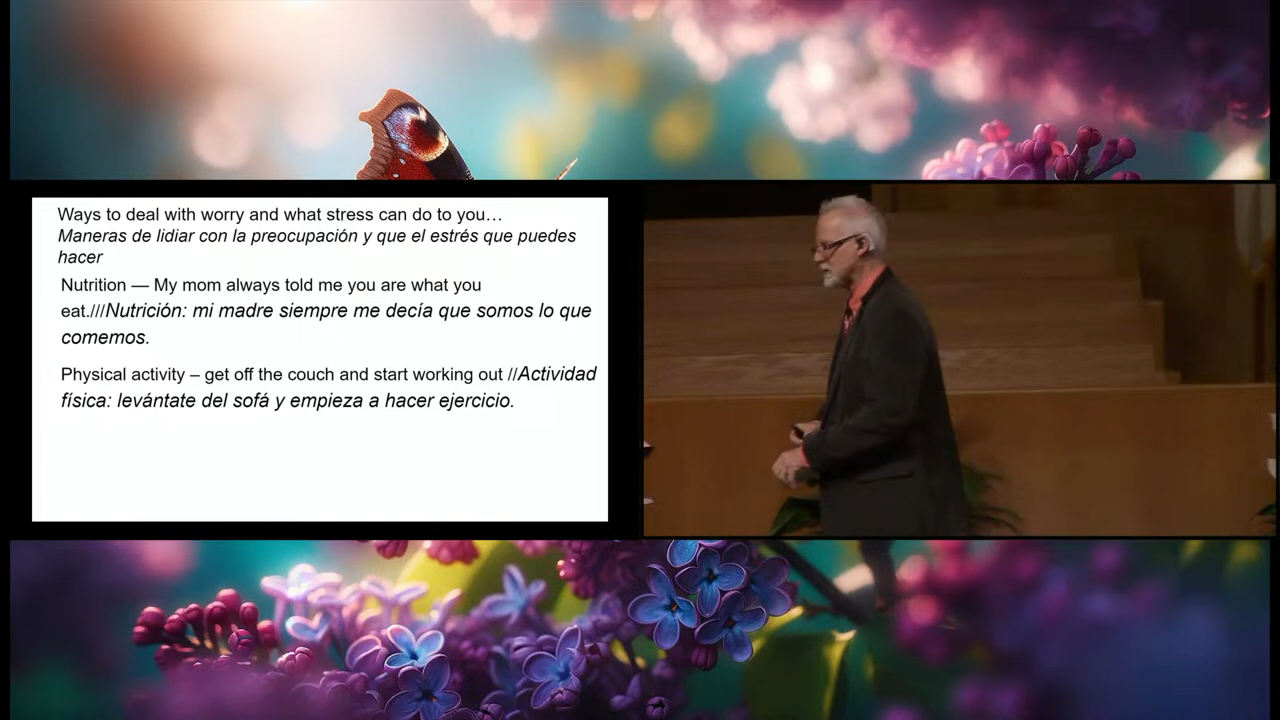 Ways to deal with worry and what stress can do to you…
Maneras de lidiar con la preocupación y que el estrés que puedes
hacer
Nutrition — My mom always told me you are what you
eat.///Nutrición: mi madre siempre me decía que somos lo que
comemos.
Physical activity – get off the couch and start working out //Actividad
física: levántate del sofá y empieza a hacer ejercicio.